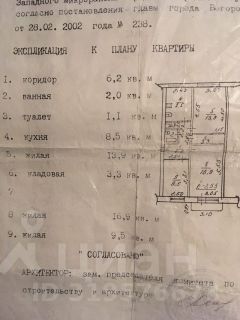 Западного микрорайона
согласно постановления главы города Богоро
от 28.02. 2002 года № 238.
ЭКСПЛИКАЦИЯ К ПЛАНУ КВАРТИРЫ
1. коридор 6,2 кв. м
2. ванная 2,0 кв. м
3. туалет 1,1 кв. м
4. кухня 8,5 кв. м
5. жилая 13,9 кв. м
6. кладовая 3,3 кв. м
7
8 жилая 16,9 кв. м
9. жилая 9,5 кв. м
"СОГЛАСОВАНО"
АРХИТЕКТОР: зам. председателя комитета по
строительству и архитектуре